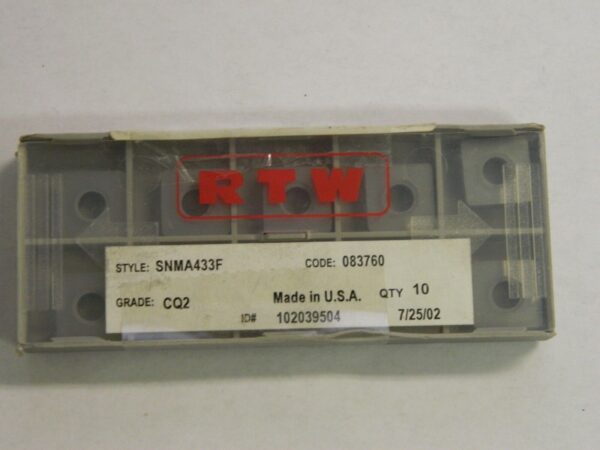 RTW
STYLE: SNMA433F CODE: 083760
GRADE: CQ2 Made in U.S.A. QTY 10
ID# 102039504 7/25/02